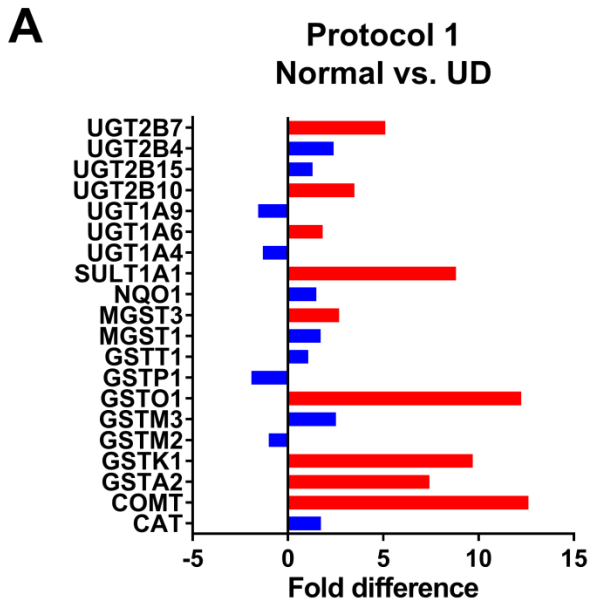 A
Protocol 1
Normal vs. UD
UGT2B7
UGT2B4
UGT2B15
UGT2B10
UGT1A9
UGT1A6
UGT1A4
SULT1A1
NQO1
MGST3
MGST1
GSTT1
GSTP1
GSTO1
GSTM3
GSTM2
GSTK1
GSTA2
COMT
CAT
-5 0 5 10 15
Fold difference